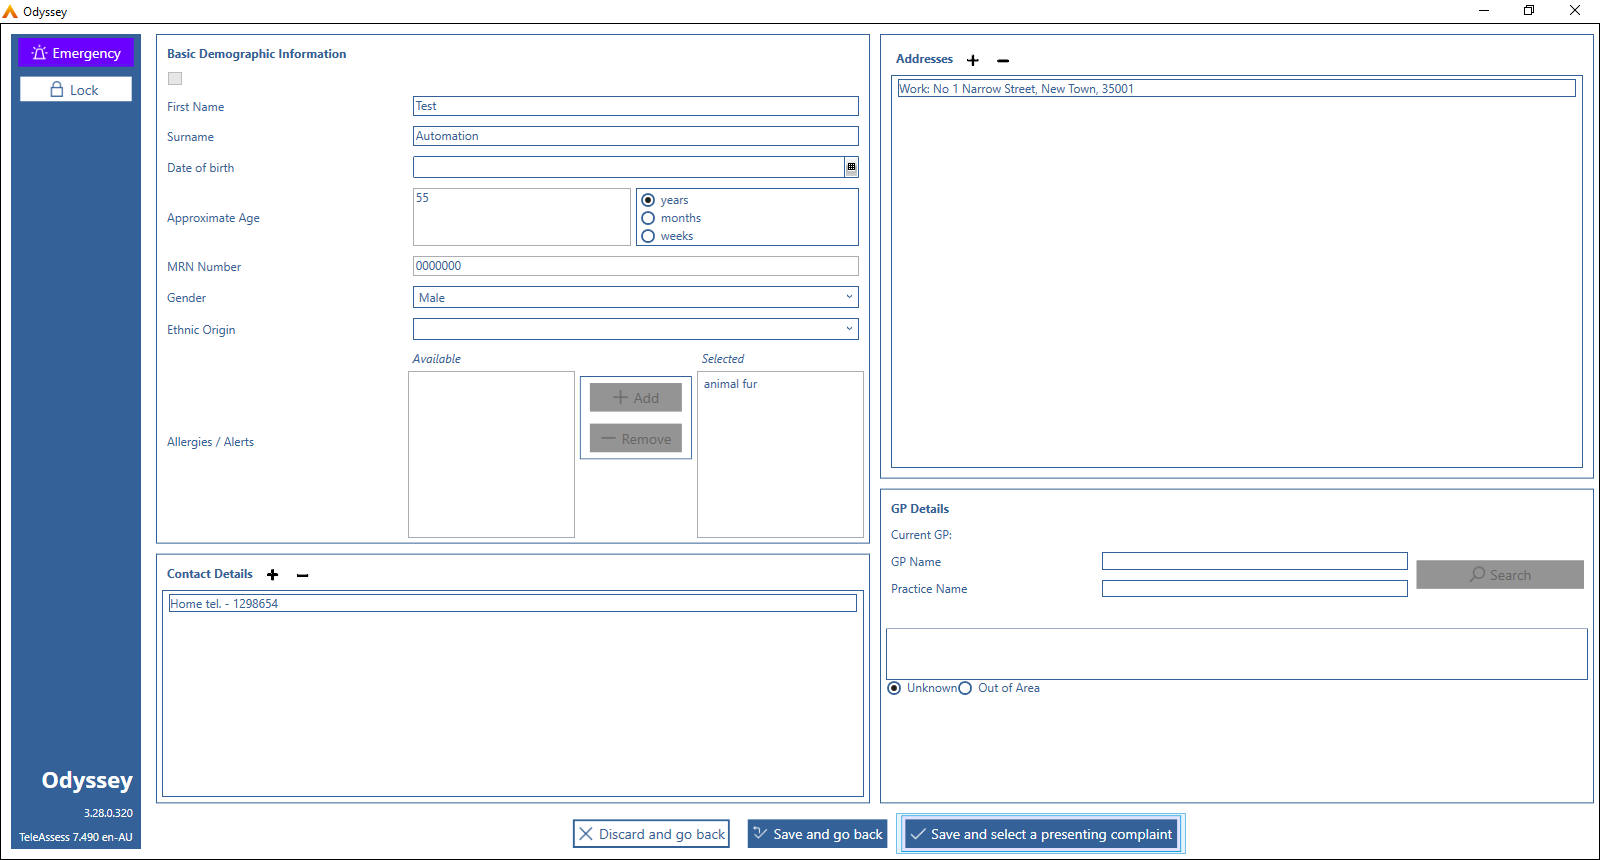 Odyssey
Emergency
Lock
Basic Demographic Information
First Name
Test
Surname
Automation
Date of birth
Approximate Age
55
years
months
weeks
MRN Number
0000000
Gender
Male
Ethnic Origin
Available
Selected
Allergies / Alerts
Add
Remove
animal fur
Contact Details
Home tel. - 1298654
Addresses
Work: No 1 Narrow Street, New Town, 35001
GP Details
Current GP:
GP Name
Practice Name
Search
Unknown
Out of Area
Odyssey
3.28.0.320
TeleAssess 7.490 en-AU
Discard and go back
Save and go back
Save and select a presenting complaint